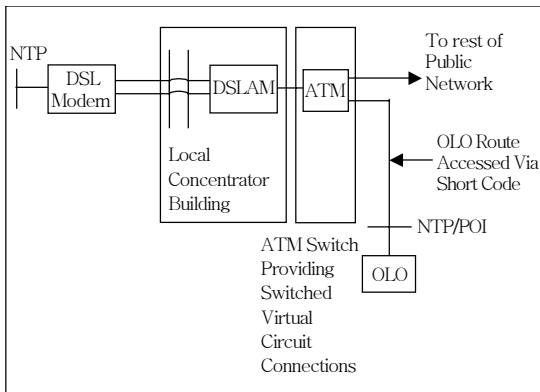 NTP
DSL
Modem
DSLAM
ATM
To rest of
Public
Network
Local
Concentrator
Building
OLO Route
Accessed Via
Short Code
NTP/POI
OLO
ATM Switch
Providing
Switched
Virtual
Circuit
Connections